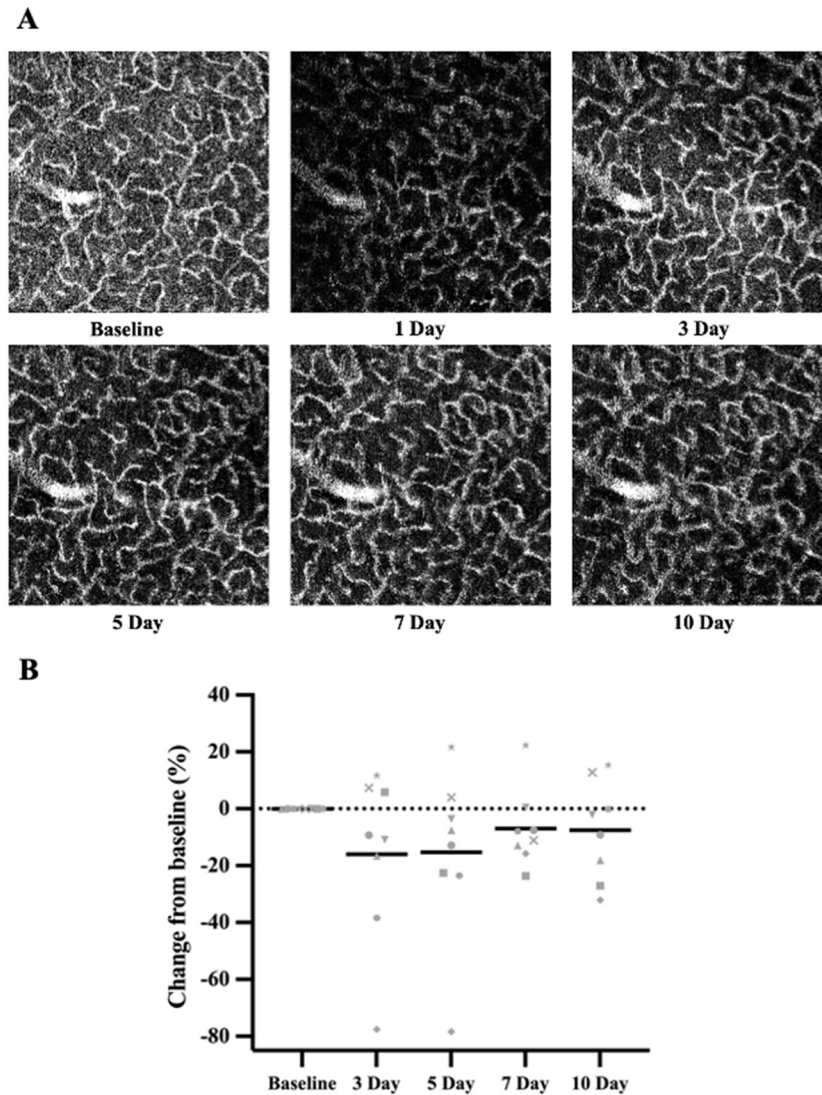 A
Baseline
1 Day
3 Day
5 Day
7 Day
10 Day
B
Change from baseline (%)
40
20
0
-20
-40
-60
-80
Baseline 3 Day 5 Day 7 Day 10 Day